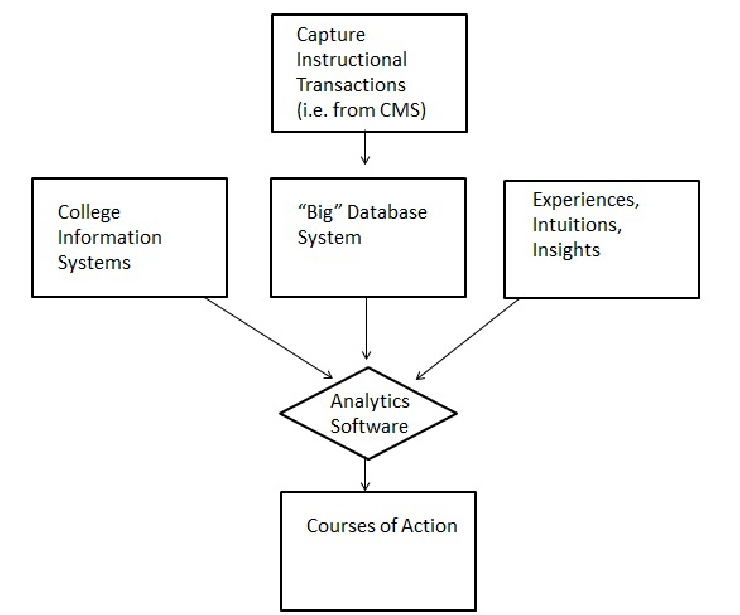 Capture
Instructional
Transactions
(i.e. from CMS)
College
Information
Systems
“Big” Database
System
Experiences,
Intuitions,
Insights
Analytics
Software
Courses of Action